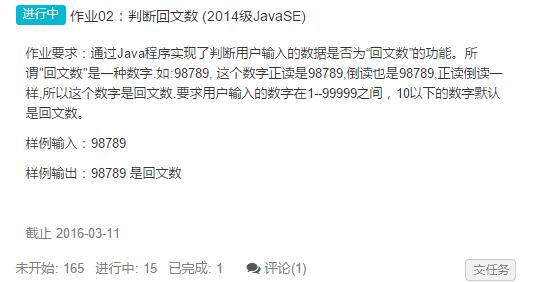 进行中 作业02：判断回文数 (2014级JavaSE)
作业要求：通过Java程序实现了判断用户输入的数据是否为“回文数”的功能。所
谓"回文数”是一种数字.如:98789, 这个数字正读是98789,倒读也是98789,正读倒读一
样,所以这个数字是回文数.要求用户输入的数字在1--99999之间，10以下的数字默认
是回文数。
样例输入：98789
样例输出：98789 是回文数
截止 2016-03-11
未开始: 165 进行中: 15 已完成: 1 评论(1) 交任务